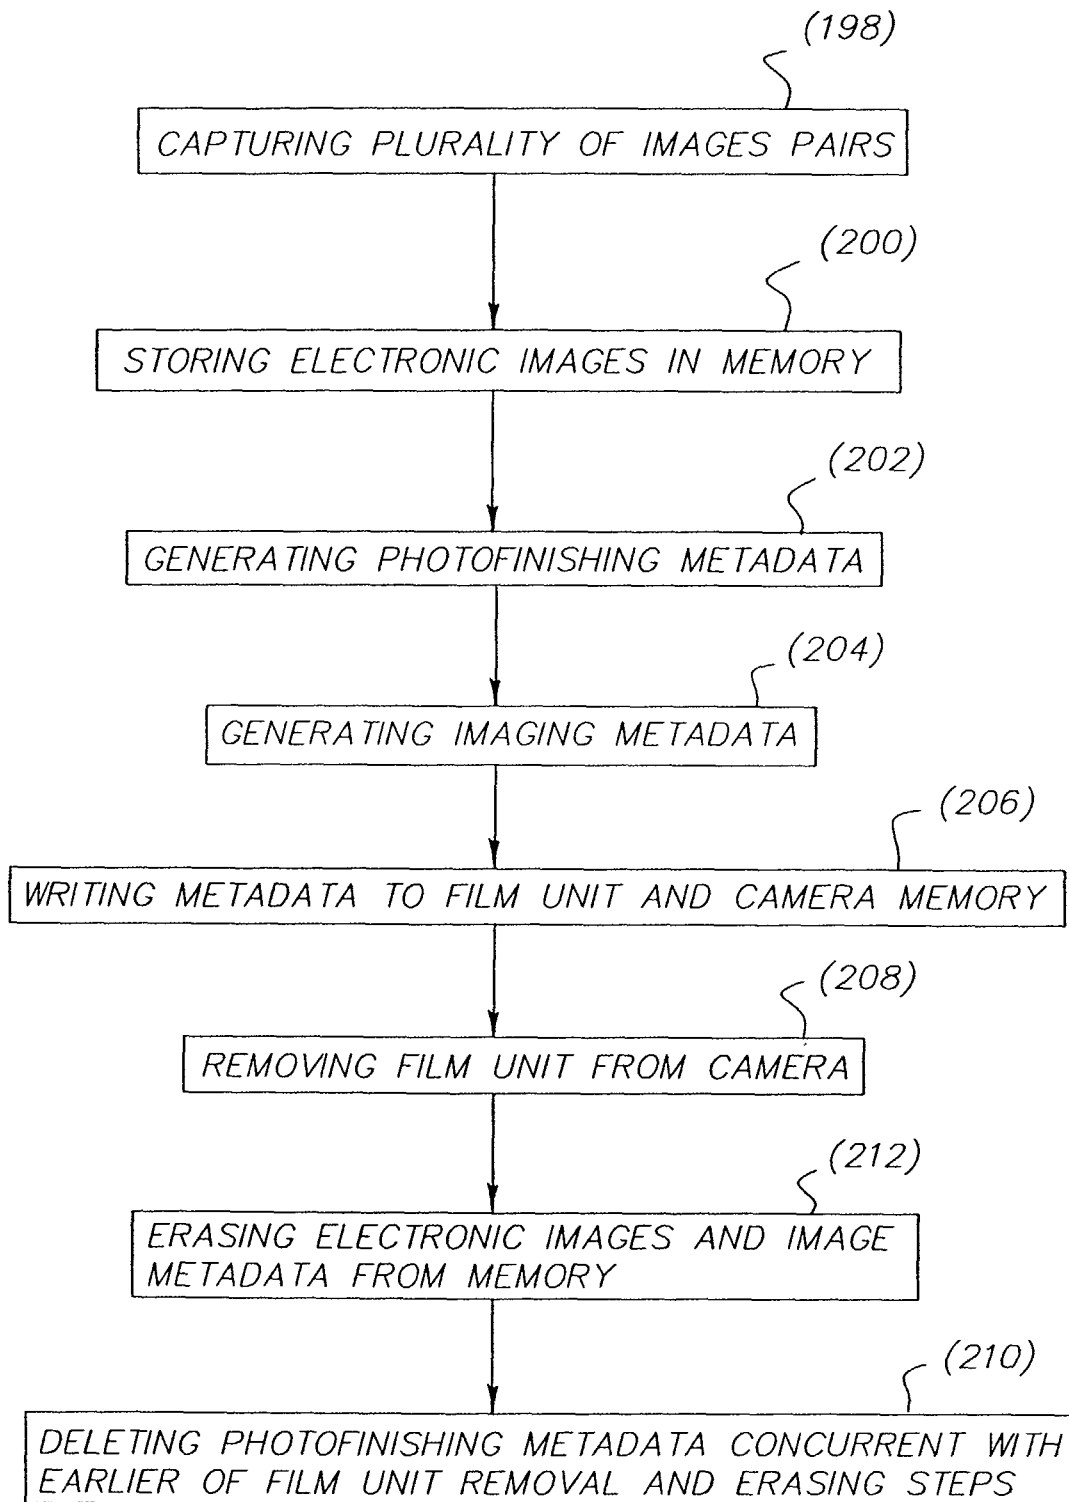 (198)
CAPTURING PLURALITY OF IMAGES PAIRS
(200)
STORING ELECTRONIC IMAGES IN MEMORY
(202)
GENERATING PHOTOFINISHING METADATA
(204)
GENERATING IMAGING METADATA
(206)
WRITING METADATA TO FILM UNIT AND CAMERA MEMORY
(208)
REMOVING FILM UNIT FROM CAMERA
(212)
ERASING ELECTRONIC IMAGES AND IMAGE
METADATA FROM MEMORY
(210)
DELETING PHOTOFINISHING METADATA CONCURRENT WITH
EARLIER OF FILM UNIT REMOVAL AND ERASING STEPS